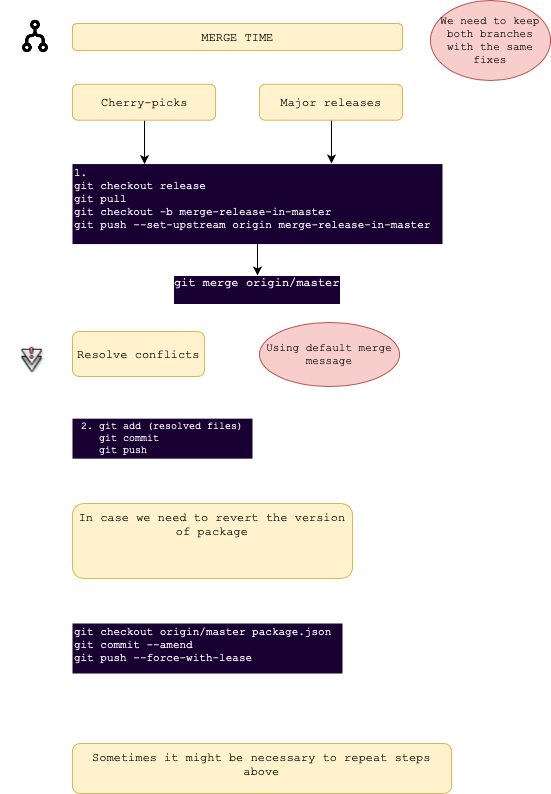 MERGE TIME
We need to keep
both branches
with the same
fixes
Cherry-picks
Major releases
1.
git checkout release
git pull
git checkout -b merge-release-in-master
git push --set-upstream origin merge-release-in-master
git merge origin/master
Resolve conflicts
Using default merge
message
2. git add (resolved files)
git commit
git push
In case we need to revert the version
of package
git checkout origin/master package.json
git commit --amend
git push --force-with-lease
Sometimes it might be necessary to repeat steps
above